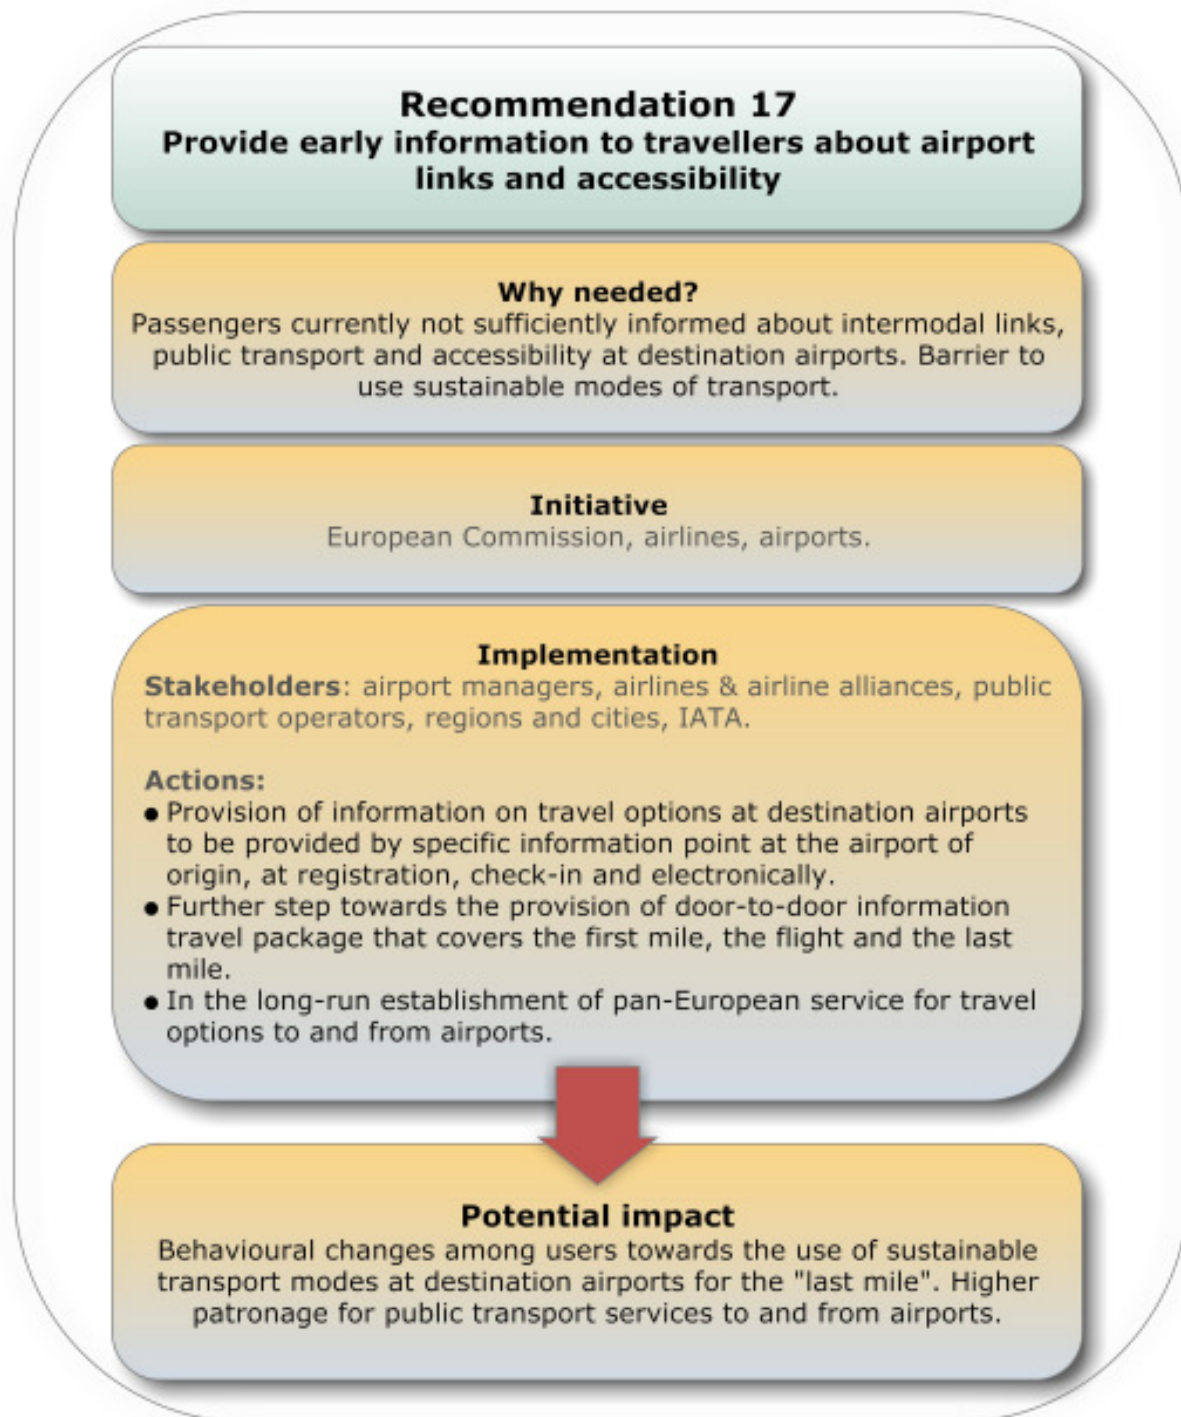 Recommendation 17
Provide early information to travellers about airport
links and accessibility
Why needed?
Passengers currently not sufficiently informed about intermodal links,
public transport and accessibility at destination airports. Barrier to
use sustainable modes of transport.
Initiative
European Commission, airlines, airports.
Implementation
Stakeholders: airport managers, airlines & airline alliances, public
transport operators, regions and cities, IATA.
Actions:
● Provision of information on travel options at destination airports
to be provided by specific information point at the airport of
origin, at registration, check-in and electronically.
● Further step towards the provision of door-to-door information
travel package that covers the first mile, the flight and the last
mile.
● In the long-run establishment of pan-European service for travel
options to and from airports.
Potential impact
Behavioural changes among users towards the use of sustainable
transport modes at destination airports for the "last mile". Higher
patronage for public transport services to and from airports.